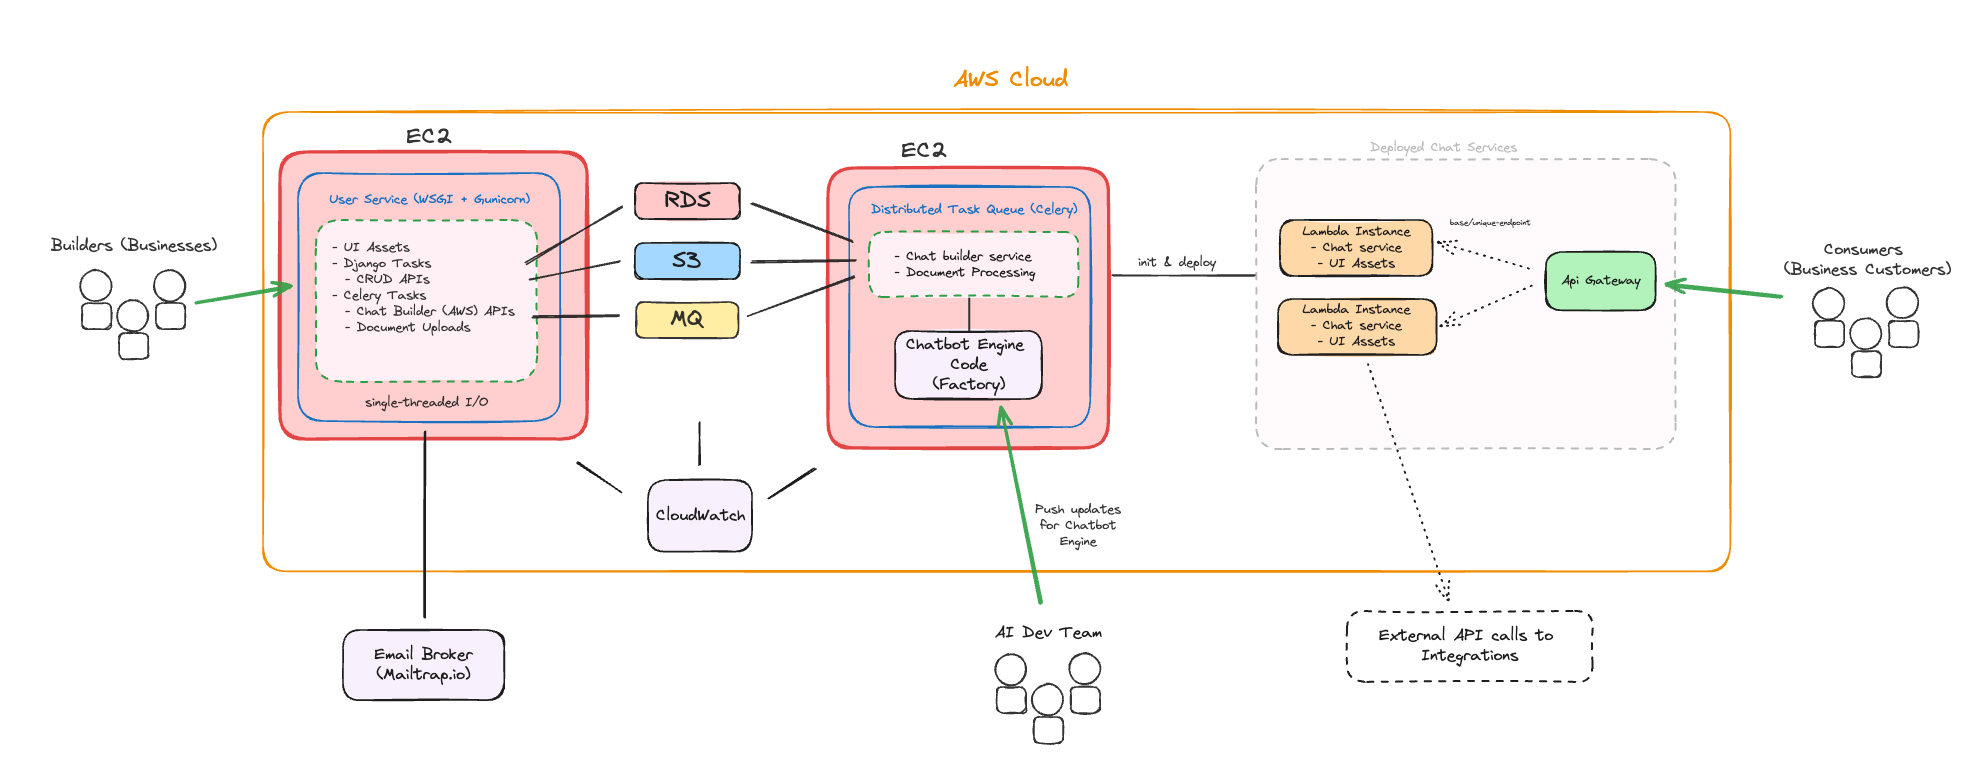 AWS Cloud
EC2
User Service (WSGI + Gunicorn)
- UI Assets
- Django Tasks
- CRUD APIs
- Celery Tasks
- Chat Builder (AWS) APIs
- Document Uploads
single-threaded I/O
Builders (Businesses)
RDS
S3
MQ
CloudWatch
EC2
Distributed Task Queue (Celery)
- Chat builder service
- Document Processing
Chatbot Engine
Code
(Factory)
init & deploy
Deployed Chat Services
Lambda Instance
- Chat service
- UI Assets
Lambda Instance
- Chat service
- UI Assets
base/unique-endpoint
Api Gateway
Consumers
(Business Customers)
Push updates
for Chatbot
Engine
Email Broker
(Mailtrap.io)
AI Dev Team
External API calls to
Integrations